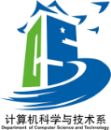 计算机科学与技术系
Department of Computer Science and Technology